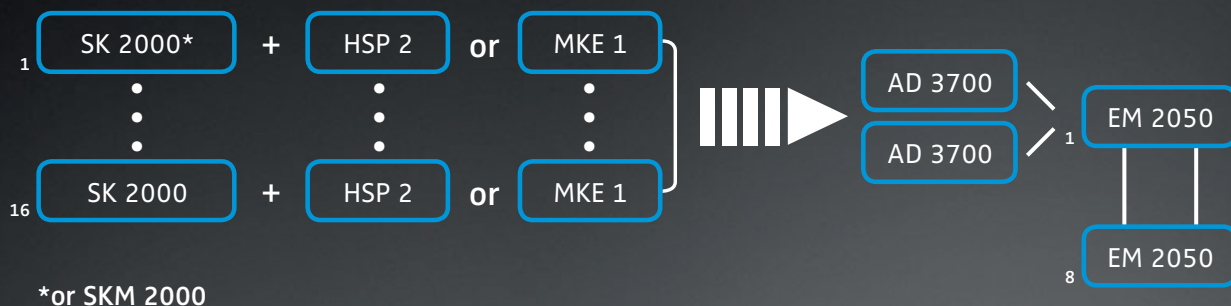 1 SK 2000* + HSP 2 or MKE 1
16 SK 2000 + HSP 2 or MKE 1
AD 3700
AD 3700
1 EM 2050
8 EM 2050
*or SKM 2000